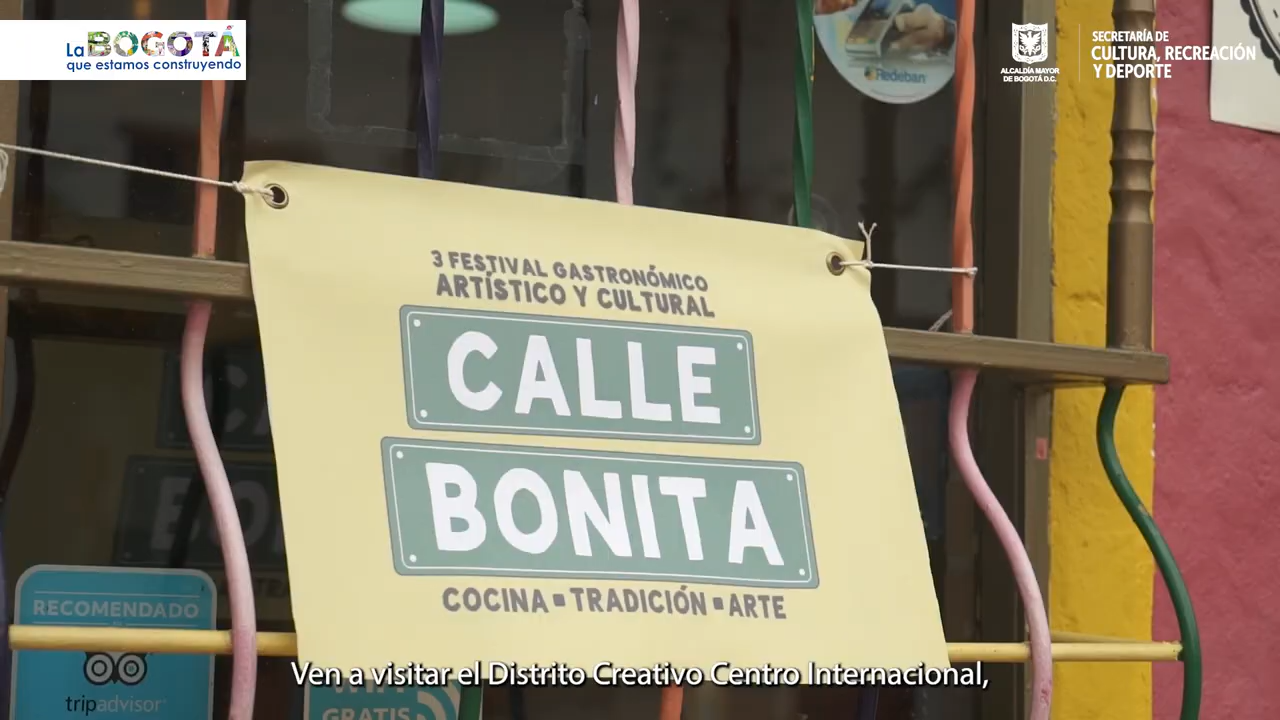 La BOGOTÁ
que estamos construyendo
ALCALDÍA MAYOR
DE BOGOTÁ D.C.
SECRETARÍA DE
CULTURA, RECREACIÓN
Y DEPORTE
Redeban
3 FESTIVAL GASTRONÓMICO
ARTÍSTICO Y CULTURAL
CALLE
BONITA
COCINA ▪ TRADICIÓN ▪ ARTE
RECOMENDADO
tripadvisor
GRATIS
Ven a visitar el Distrito Creativo Centro Internacional,